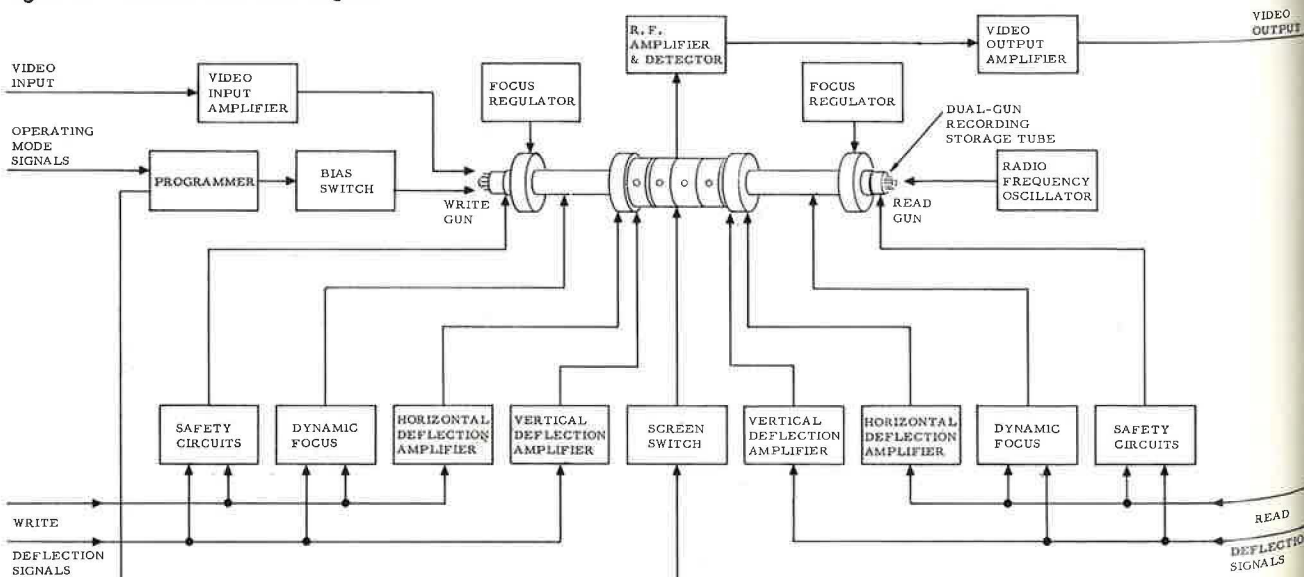 VIDEO
OUTPUT
R. F.
AMPLIFIER
& DETECTOR
VIDEO
OUTPUT
AMPLIFIER
VIDEO
INPUT
VIDEO
INPUT
AMPLIFIER
FOCUS
REGULATOR
FOCUS
REGULATOR
DUAL-GUN
RECORDING
STORAGE TUBE
OPERATING
MODE
SIGNALS
PROGRAMMER
BIAS
SWITCH
WRITE
GUN
READ
GUN
RADIO
FREQUENCY
OSCILLATOR
SAFETY
CIRCUITS
DYNAMIC
FOCUS
HORIZONTAL
DEFLECTION
AMPLIFIER
VERTICAL
DEFLECTION
AMPLIFIER
SCREEN
SWITCH
VERTICAL
DEFLECTION
AMPLIFIER
HORIZONTAL
DEFLECTION
AMPLIFIER
DYNAMIC
FOCUS
SAFETY
CIRCUITS
WRITE
DEFLECTION
SIGNALS
READ
DEFLECTIO
SIGNALS